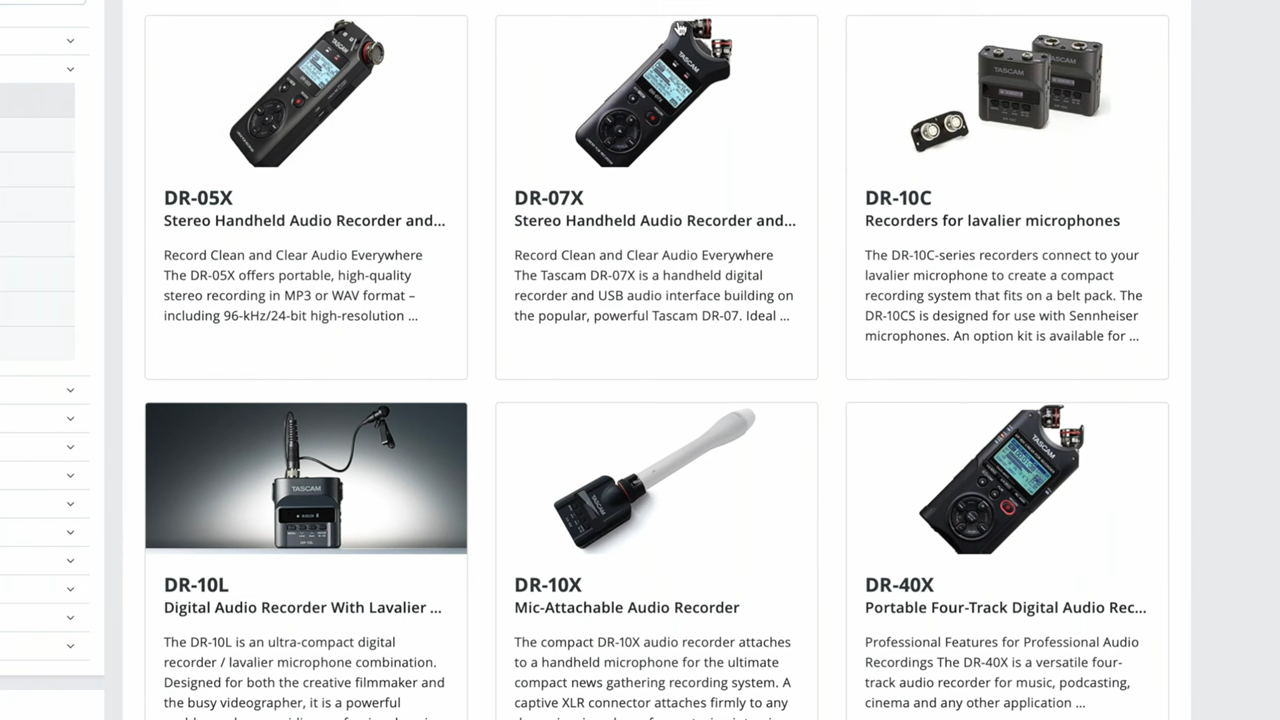 TASCAM
TASCAM
TASCAM
DR-05X
Stereo Handheld Audio Recorder and...
Record Clean and Clear Audio Everywhere
The DR-05X offers portable, high-quality
stereo recording in MP3 or WAV format –
including 96-kHz/24-bit high-resolution ...
DR-07X
Stereo Handheld Audio Recorder and...
Record Clean and Clear Audio Everywhere
The Tascam DR-07X is a handheld digital
recorder and USB audio interface building on
the popular, powerful Tascam DR-07. Ideal ...
DR-10C
Recorders for lavalier microphones
The DR-10C-series recorders connect to your
lavalier microphone to create a compact
recording system that fits on a belt pack. The
DR-10CS is designed for use with Sennheiser
microphones. An option kit is available for ...
TASCAM
TASCAM
TASCAM
DR-10L
Digital Audio Recorder With Lavalier ...
The DR-10L is an ultra-compact digital
recorder / lavalier microphone combination.
Designed for both the creative filmmaker and
the busy videographer, it is a powerful
DR-10X
Mic-Attachable Audio Recorder
The compact DR-10X audio recorder attaches
to a handheld microphone for the ultimate
compact news gathering recording system. A
captive XLR connector attaches firmly to any
DR-40X
Portable Four-Track Digital Audio Rec...
Professional Features for Professional Audio
Recordings The DR-40X is a versatile four-
track audio recorder for music, podcasting,
cinema and any other application ...